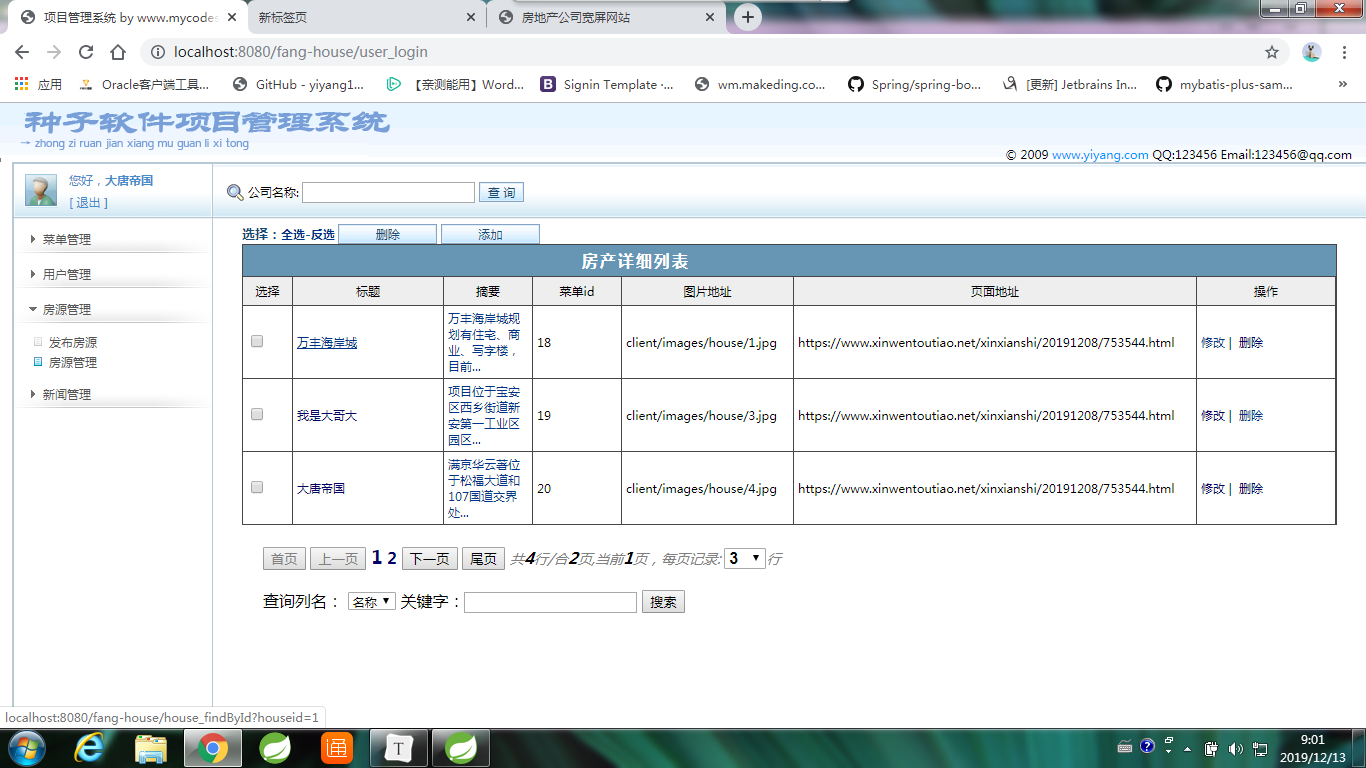 项目管理系统 by www.mycodes
新标签页
房地产公司宽屏网站
localhost:8080/fang-house/user_login
应用
Oracle客户端工具...
GitHub - yiyang1...
【亲测能用】Word...
Signin Template ·...
wm.makeding.co...
Spring/spring-bo...
[更新] Jetbrains In...
mybatis-plus-sam...
»
种子软件项目管理系统
→ zhong zi ruan jian xiang mu guan li xi tong
© 2009 www.yiyang.com QQ:123456 Email:123456@qq.com
您好，大唐帝国
[ 退出 ]
公司名称:
查 询
菜单管理
用户管理
房源管理
发布房源
房源管理
新闻管理
选择：全选-反选 删除 添加
房产详细列表
选择 标题 摘要 菜单id 图片地址 页面地址 操作
万丰海岸城
万丰海岸城规
划有住宅、商
业、写字楼，
目前...
18
client/images/house/1.jpg
https://www.xinwentoutiao.net/xinxianshi/20191208/753544.html
修改 | 删除
我是大哥大
项目位于宝安
区西乡街道新
安第一工业区
园区...
19
client/images/house/3.jpg
https://www.xinwentoutiao.net/xinxianshi/20191208/753544.html
修改 | 删除
大唐帝国
满京华云著位
于松福大道和
107国道交界
处...
20
client/images/house/4.jpg
https://www.xinwentoutiao.net/xinxianshi/20191208/753544.html
修改 | 删除
首页 上一页 1 2 下一页 尾页 共4行/合2页,当前1页，每页记录: 3 行
查询列名： 名称 关键字： 搜索
localhost:8080/fang-house/house_findById?houseid=1
通
T
9:01
2019/12/13